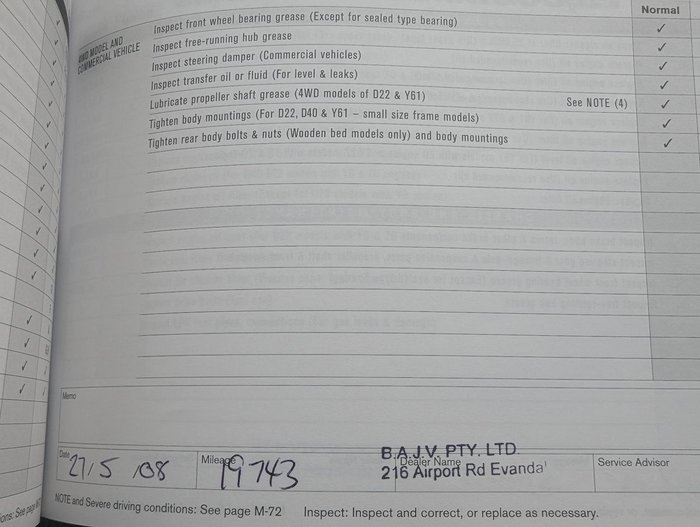 Normal
4WD MODEL AND
COMMERCIAL VEHICLE
Inspect front wheel bearing grease (Except for sealed type bearing) ✓
Inspect free-running hub grease ✓
Inspect steering damper (Commercial vehicles) ✓
Inspect transfer oil or fluid (For level & leaks) ✓
Lubricate propeller shaft grease (4WD models of D22 & Y61) See NOTE (4) ✓
Tighten body mountings (For D22, D40 & Y61 – small size frame models) ✓
Tighten rear body bolts & nuts (Wooden bed models only) and body mountings ✓
Memo
Date 27/5/08 Mileage 19743 Dealer Name Service Advisor
B.A.J.V. PTY. LTD.
216 Airport Rd Evanda
NOTE and Severe driving conditions: See page M-72 Inspect: Inspect and correct, or replace as necessary.